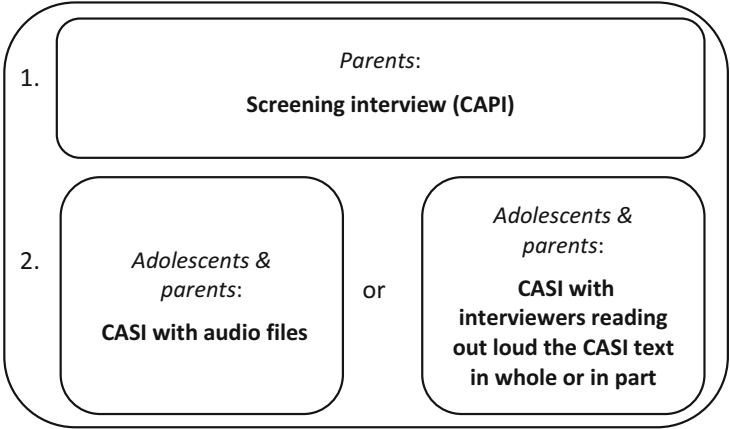 1.
Parents:
Screening interview (CAPI)
2.
Adolescents &
parents:
CASI with audio files
or
Adolescents &
parents:
CASI with
interviewers reading
out loud the CASI text
in whole or in part